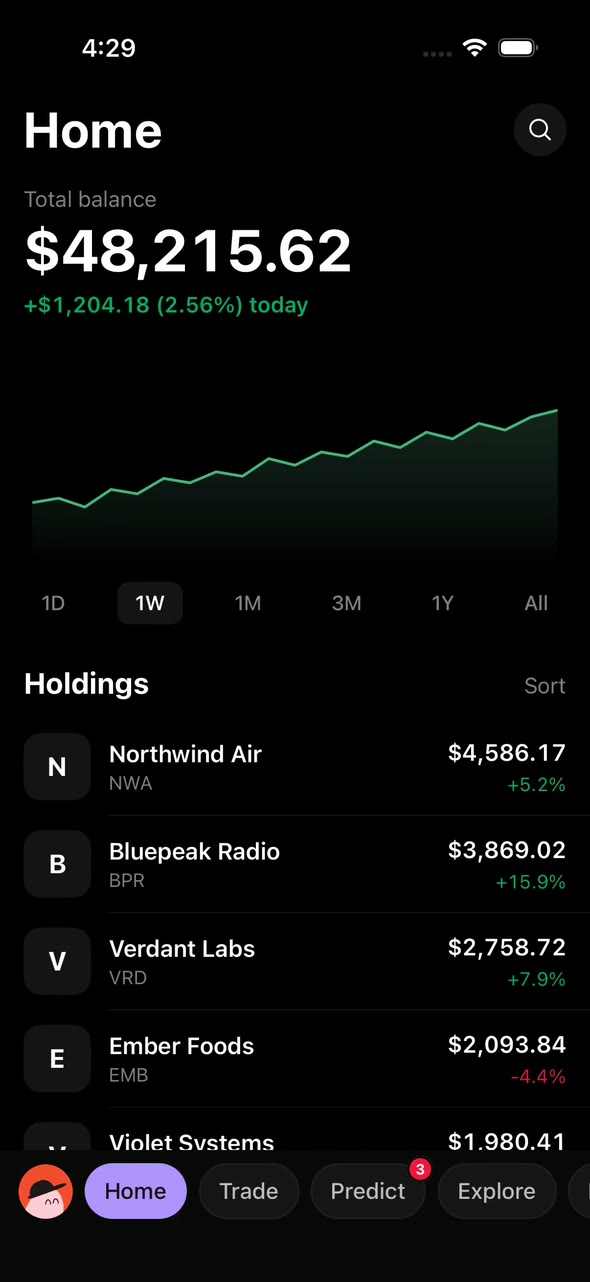 4:29
Home
Total balance
$48,215.62
+$1,204.18 (2.56%) today
1D 1W 1M 3M 1Y All
Holdings Sort
N Northwind Air $4,586.17
NWA +5.2%
B Bluepeak Radio $3,869.02
BPR +15.9%
V Verdant Labs $2,758.72
VRD +7.9%
E Ember Foods $2,093.84
EMB -4.4%
Violet Systems $1,980.41
3
Home Trade Predict Explore